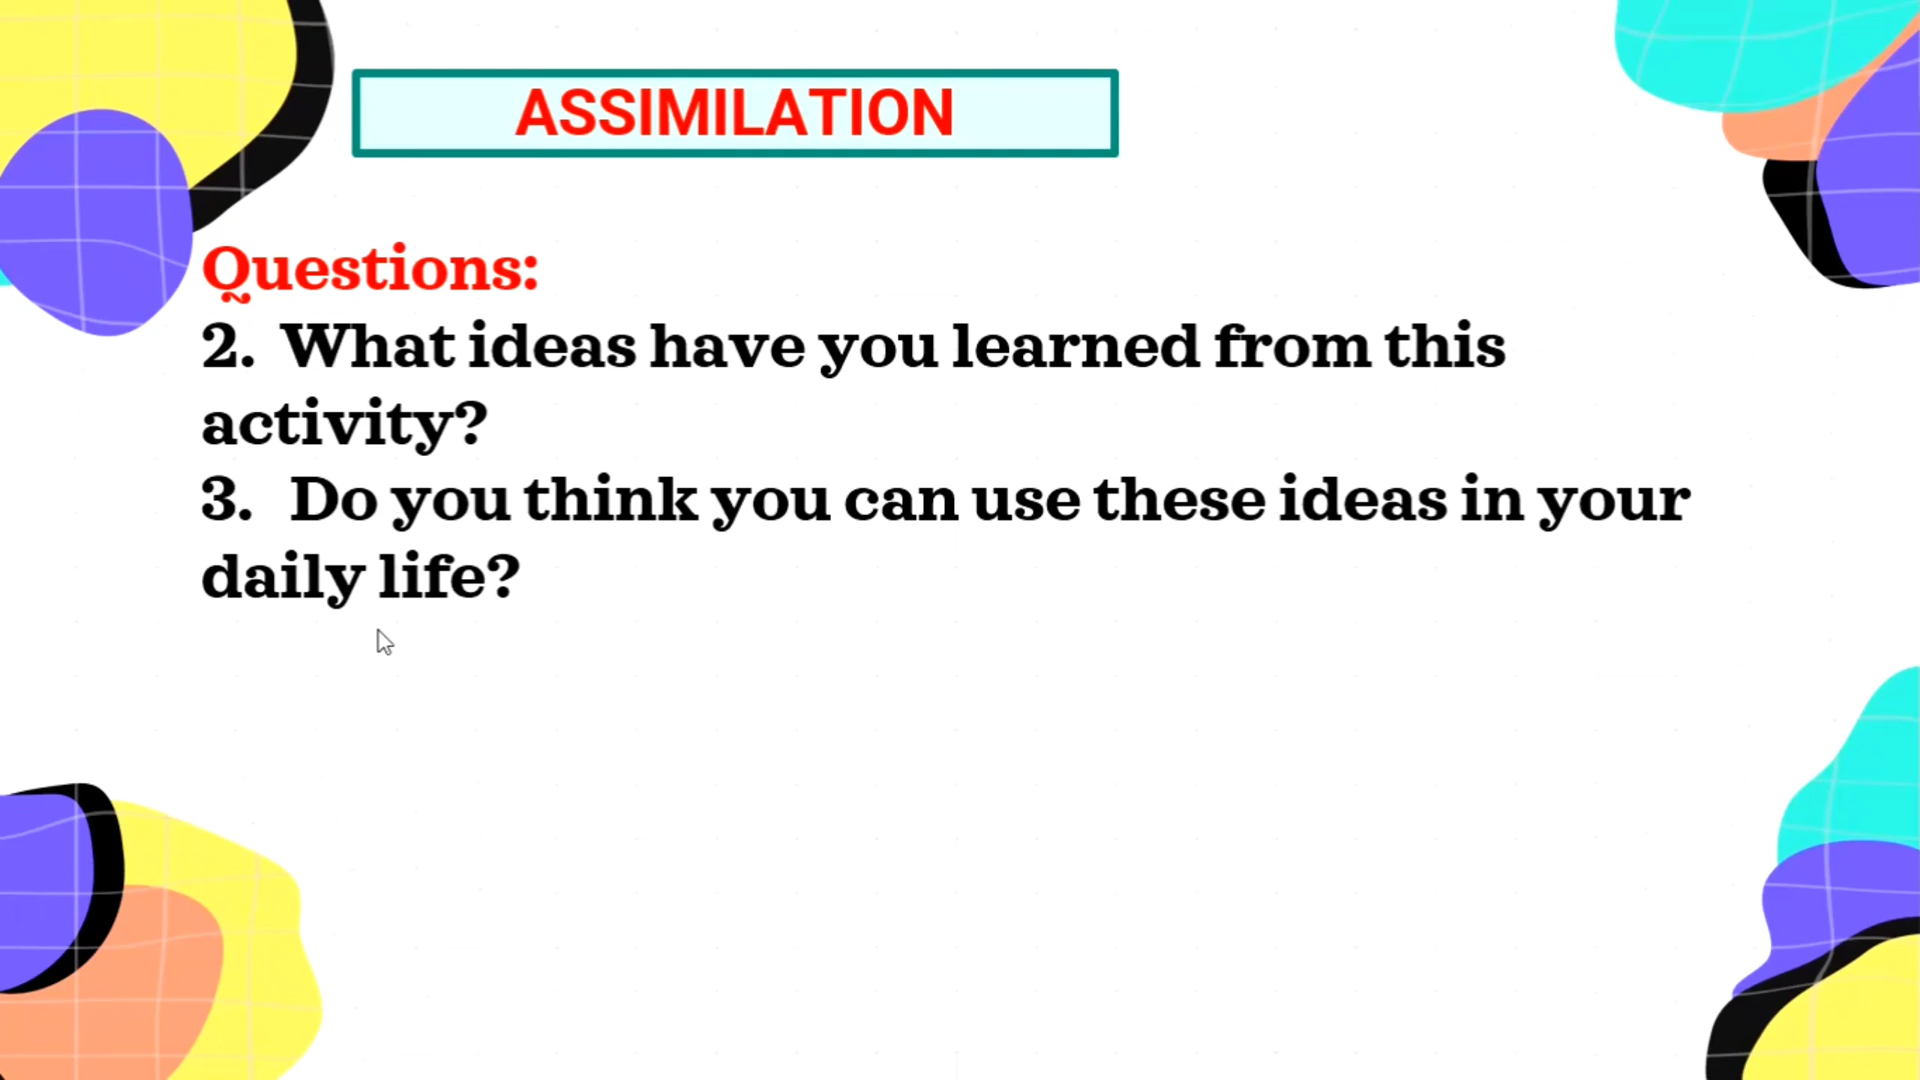 ASSIMILATION
Questions:
2. What ideas have you learned from this
activity?
3. Do you think you can use these ideas in your
daily life?